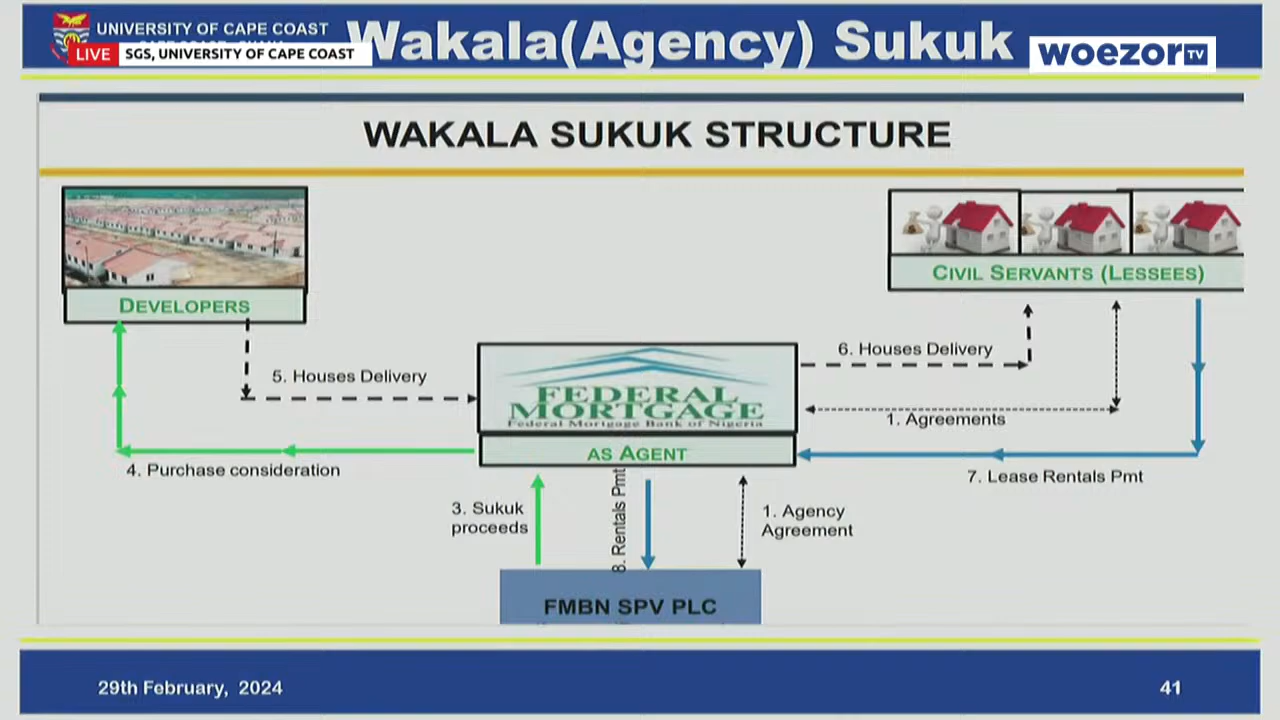 UNIVERSITY OF CAPE COAST
LIVE SGS, UNIVERSITY OF CAPE COAST
Wakala(Agency) Sukuk
woezor TV
WAKALA SUKUK STRUCTURE
DEVELOPERS
CIVIL SERVANTS (LESSEES)
5. Houses Delivery
6. Houses Delivery
FEDERAL
MORTGAGE
Federal Mortgage Bank of Nigeria
AS AGENT
1. Agreements
4. Purchase consideration
7. Lease Rentals Pmt
3. Sukuk
proceeds
8. Rentals Pmt
1. Agency
Agreement
FMBN SPV PLC
29th February, 2024
41